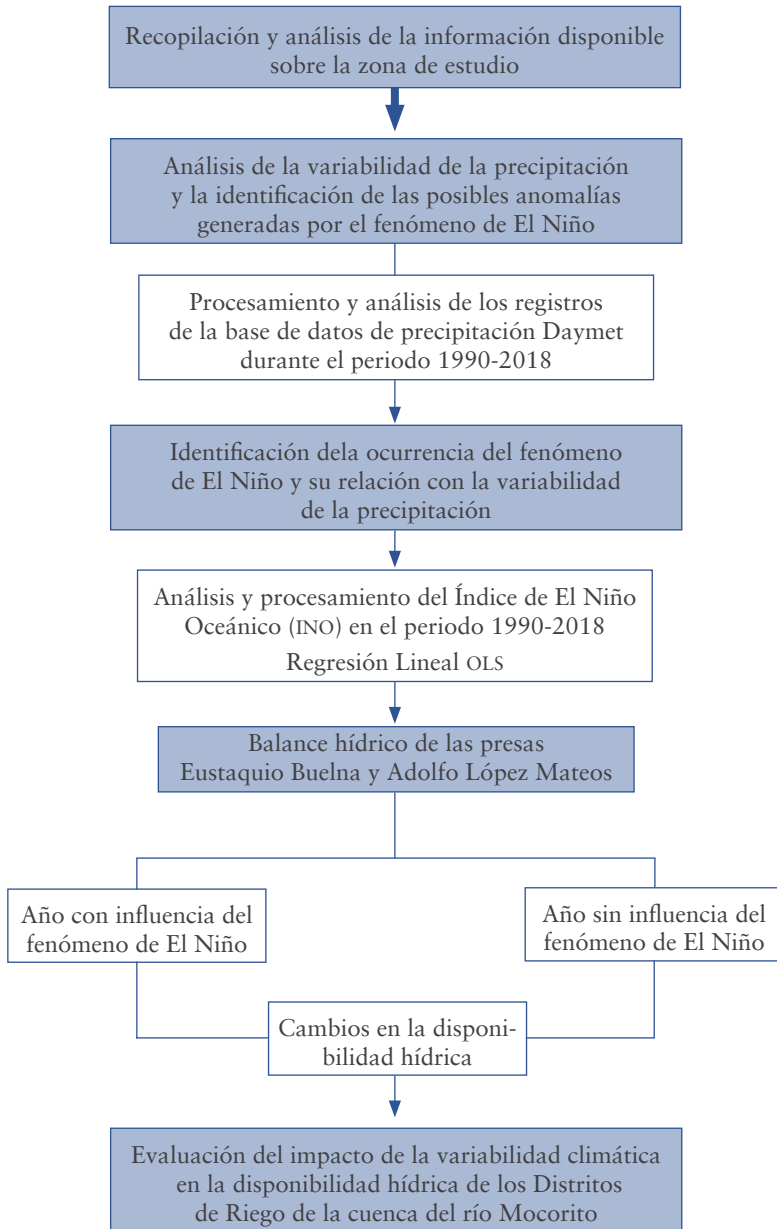 Recopilación y análisis de la información disponible
sobre la zona de estudio
Análisis de la variabilidad de la precipitación
y la identificación de las posibles anomalías
generadas por el fenómeno de El Niño
Procesamiento y análisis de los registros
de la base de datos de precipitación Daymet
durante el periodo 1990-2018
Identificación dela ocurrencia del fenómeno
de El Niño y su relación con la variabilidad
de la precipitación
Análisis y procesamiento del Índice de El Niño
Oceánico (INO) en el periodo 1990-2018
Regresión Lineal OLS
Balance hídrico de las presas
Eustaquio Buelna y Adolfo López Mateos
Año con influencia del
fenómeno de El Niño
Año sin influencia del
fenómeno de El Niño
Cambios en la disponi-
bilidad hídrica
Evaluación del impacto de la variabilidad climática
en la disponibilidad hídrica de los Distritos
de Riego de la cuenca del río Mocorito